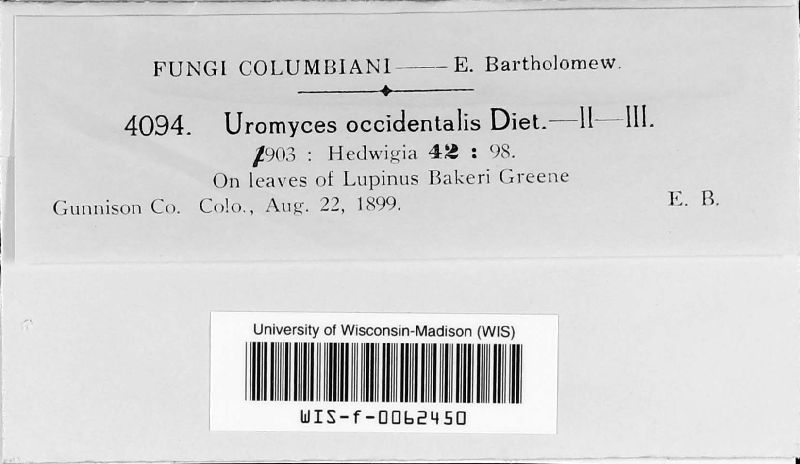 FUNGI COLUMBIANI —— E. Bartholomew.
4094. Uromyces occidentalis Diet.—II—III.
1903 : Hedwigia 42 : 98.
On leaves of Lupinus Bakeri Greene
Gunnison Co. Colo., Aug. 22, 1899. E. B.
University of Wisconsin-Madison (WIS)
WIS-f-0062450